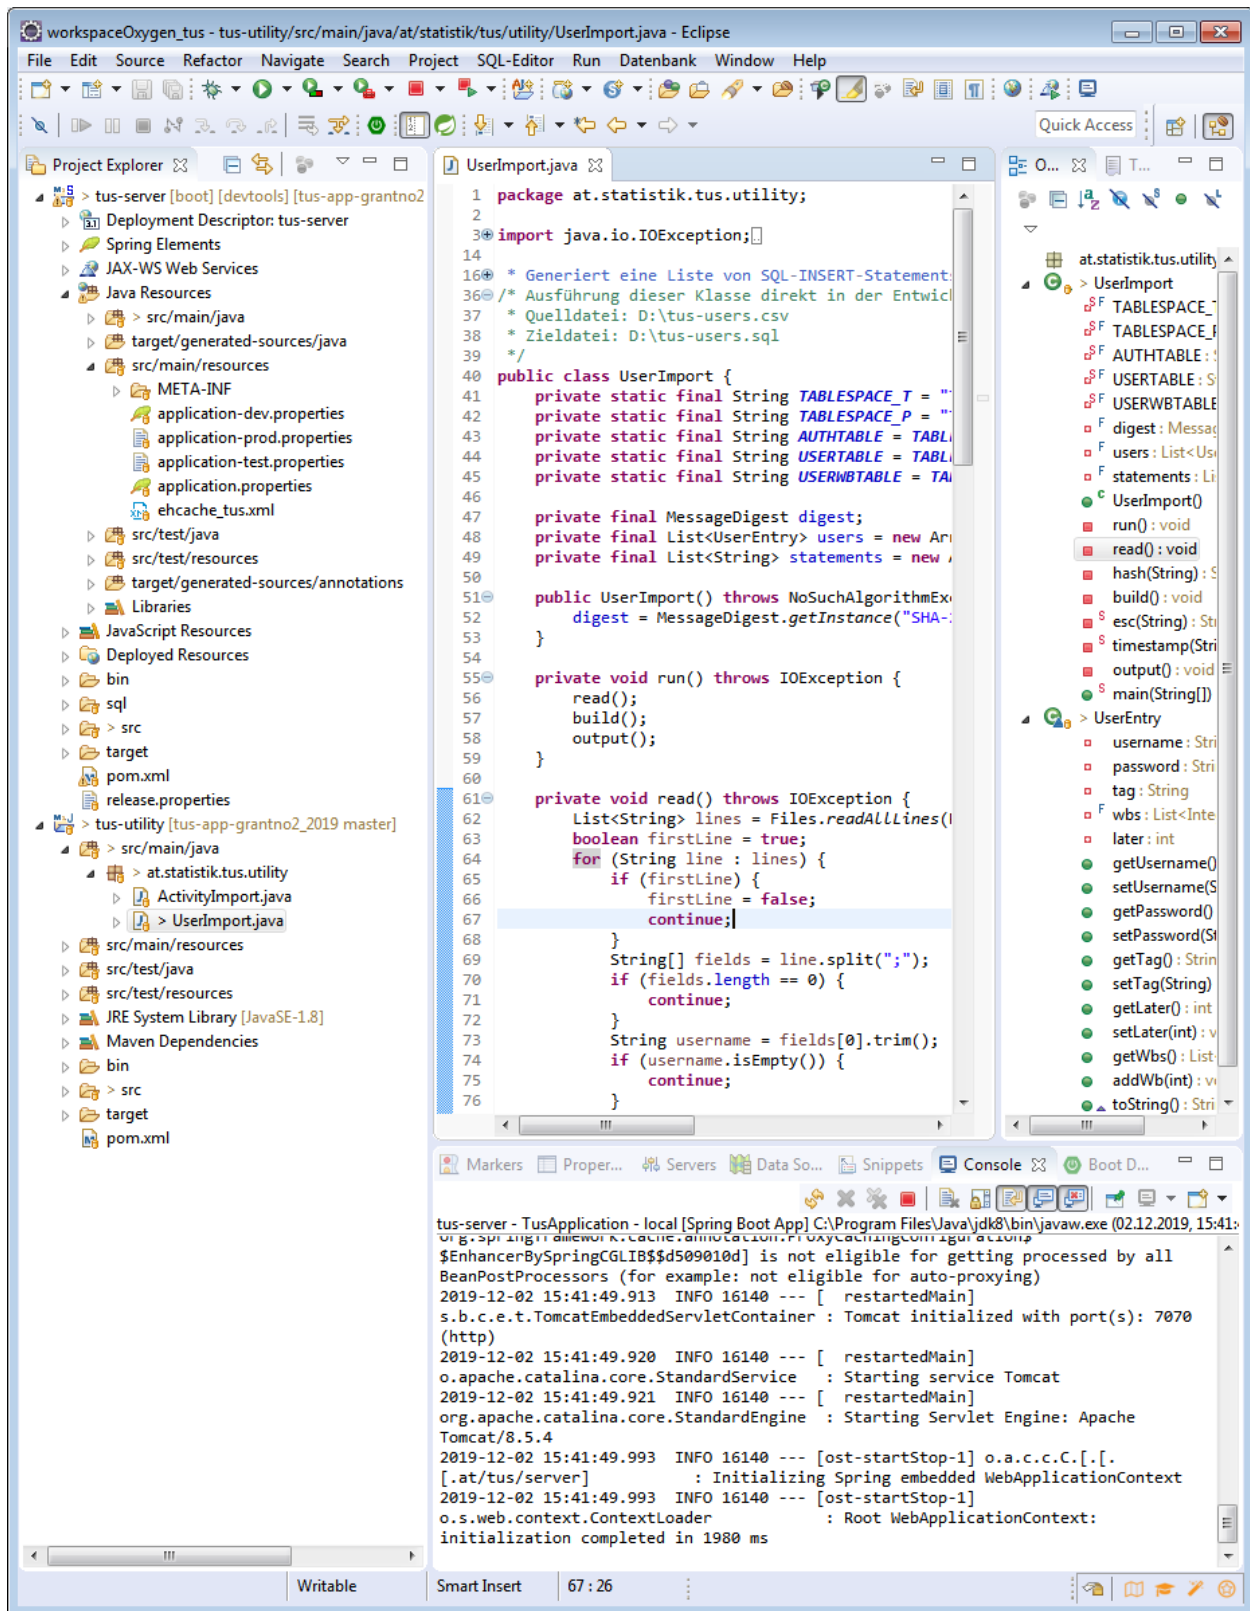 workspaceOxygen_tus - tus-utility/src/main/java/at/statistik/tus/utility/UserImport.java - Eclipse
File Edit Source Refactor Navigate Search Project SQL-Editor Run Datenbank Window Help
Quick Access
Project Explorer
> tus-server [boot] [devtools] [tus-app-grantno2
Deployment Descriptor: tus-server
Spring Elements
JAX-WS Web Services
Java Resources
> src/main/java
target/generated-sources/java
src/main/resources
META-INF
application-dev.properties
application-prod.properties
application-test.properties
application.properties
ehcache_tus.xml
src/test/java
src/test/resources
target/generated-sources/annotations
Libraries
JavaScript Resources
Deployed Resources
bin
sql
> src
target
pom.xml
release.properties
> tus-utility [tus-app-grantno2_2019 master]
> src/main/java
> at.statistik.tus.utility
ActivityImport.java
> UserImport.java
src/main/resources
src/test/java
src/test/resources
JRE System Library [JavaSE-1.8]
Maven Dependencies
bin
> src
target
pom.xml
UserImport.java
1 package at.statistik.tus.utility;
2
3 import java.io.IOException;
14
16 * Generiert eine Liste von SQL-INSERT-Statement
36 /* Ausführung dieser Klasse direkt in der Entwic
37 * Quelldatei: D:\tus-users.csv
38 * Zieldatei: D:\tus-users.sql
39 */
40 public class UserImport {
41 private static final String TABLESPACE_T = "
42 private static final String TABLESPACE_P = "
43 private static final String AUTHTABLE = TABL
44 private static final String USERTABLE = TABL
45 private static final String USERWBTABLE = TA
46
47 private final MessageDigest digest;
48 private final List<UserEntry> users = new Arr
49 private final List<String> statements = new
50
51 public UserImport() throws NoSuchAlgorithmExc
52 digest = MessageDigest.getInstance("SHA-
53 }
54
55 private void run() throws IOException {
56 read();
57 build();
58 output();
59 }
60
61 private void read() throws IOException {
62 List<String> lines = Files.readAllLines(
63 boolean firstLine = true;
64 for (String line : lines) {
65 if (firstLine) {
66 firstLine = false;
67 continue;
68 }
69 String[] fields = line.split(";");
70 if (fields.length == 0) {
71 continue;
72 }
73 String username = fields[0].trim();
74 if (username.isEmpty()) {
75 continue;
76 }
O... T...
at.statistik.tus.utility
> UserImport
TABLESPACE_
TABLESPACE_
AUTHTABLE :
USERTABLE : S
USERWBTABLE
digest : Messag
users : List<Us
statements : Li
UserImport()
run() : void
read() : void
hash(String) : S
build() : void
esc(String) : Str
timestamp(Stri
output() : void
main(String[])
> UserEntry
username : Stri
password : Stri
tag : String
wbs : List<Inte
later : int
getUsername()
setUsername(S
getPassword()
setPassword(St
getTag() : Strin
setTag(String)
getLater() : int
setLater(int) : v
getWbs() : List
addWb(int) : v
toString() : Stri
Markers Proper... Servers Data So... Snippets Console Boot D...
tus-server - TusApplication - local [Spring Boot App] C:\Program Files\Java\jdk8\bin\javaw.exe (02.12.2019, 15:41:
org.springframework.cache.annotation.ProxyCachingConfiguration$
$EnhancerBySpringCGLIB$$d509010d] is not eligible for getting processed by all
BeanPostProcessors (for example: not eligible for auto-proxying)
2019-12-02 15:41:49.913 INFO 16140 --- [ restartedMain]
s.b.c.e.t.TomcatEmbeddedServletContainer : Tomcat initialized with port(s): 7070
(http)
2019-12-02 15:41:49.920 INFO 16140 --- [ restartedMain]
o.apache.catalina.core.StandardService : Starting service Tomcat
2019-12-02 15:41:49.921 INFO 16140 --- [ restartedMain]
org.apache.catalina.core.StandardEngine : Starting Servlet Engine: Apache
Tomcat/8.5.4
2019-12-02 15:41:49.993 INFO 16140 --- [ost-startStop-1] o.a.c.c.C.[.[.
[.at/tus/server] : Initializing Spring embedded WebApplicationContext
2019-12-02 15:41:49.993 INFO 16140 --- [ost-startStop-1]
o.s.web.context.ContextLoader : Root WebApplicationContext:
initialization completed in 1980 ms
Writable Smart Insert 67 : 26